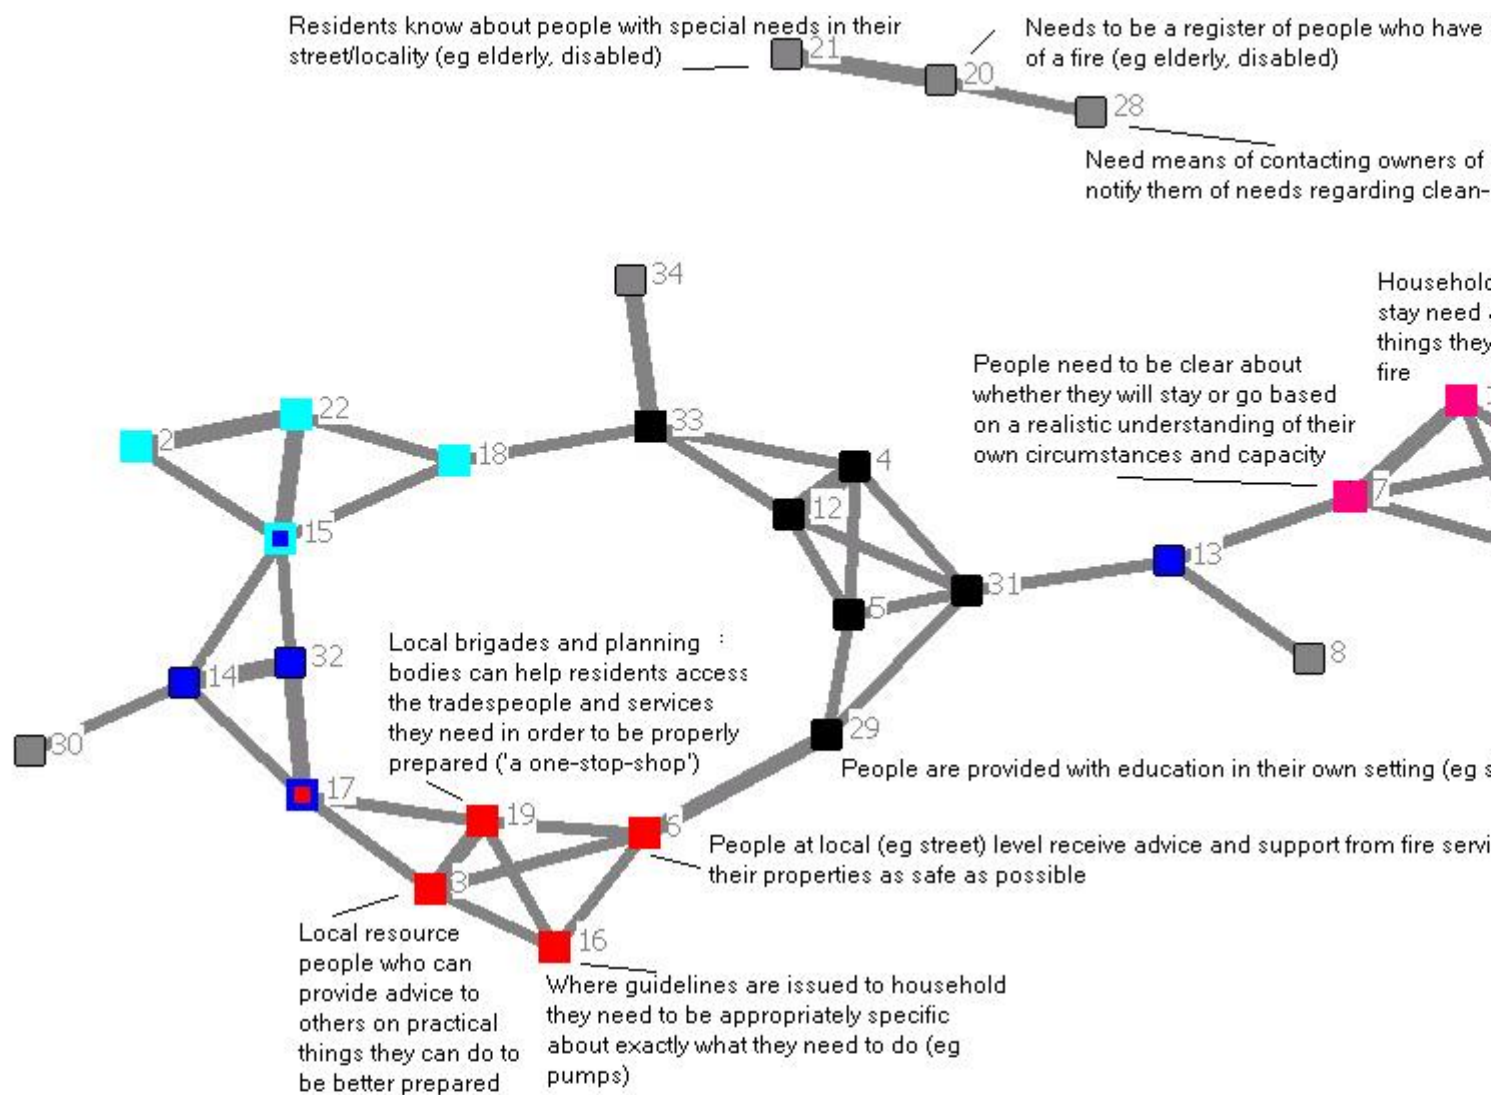 Residents know about people with special needs in their
street/locality (eg elderly, disabled)
21
20
Needs to be a register of people who have
of a fire (eg elderly, disabled)
28
Need means of contacting owners of
notify them of needs regarding clean-
34
Household
stay need
things they
fire
People need to be clear about
whether they will stay or go based
on a realistic understanding of their
own circumstances and capacity
22
2
33
18
4
12
7
15
13
31
5
8
Local brigades and planning :
bodies can help residents access
the tradespeople and services
they need in order to be properly
prepared ('a one-stop-shop')
32
14
30
29
17
People are provided with education in their own setting (eg s
19
6
People at local (eg street) level receive advice and support from fire servi
their properties as safe as possible
3
16
Local resource
people who can
provide advice to
others on practical
things they can do to
be better prepared
Where guidelines are issued to household
they need to be appropriately specific
about exactly what they need to do (eg
pumps)